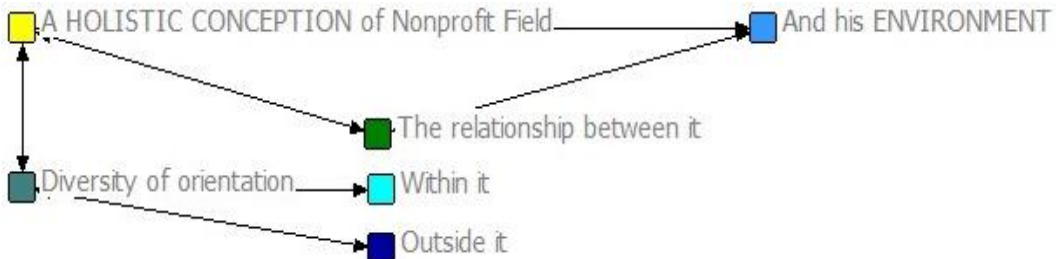 A HOLISTIC CONCEPTION of Nonprofit Field
And his ENVIRONMENT
The relationship between it
Diversity of orientation
Within it
Outside it